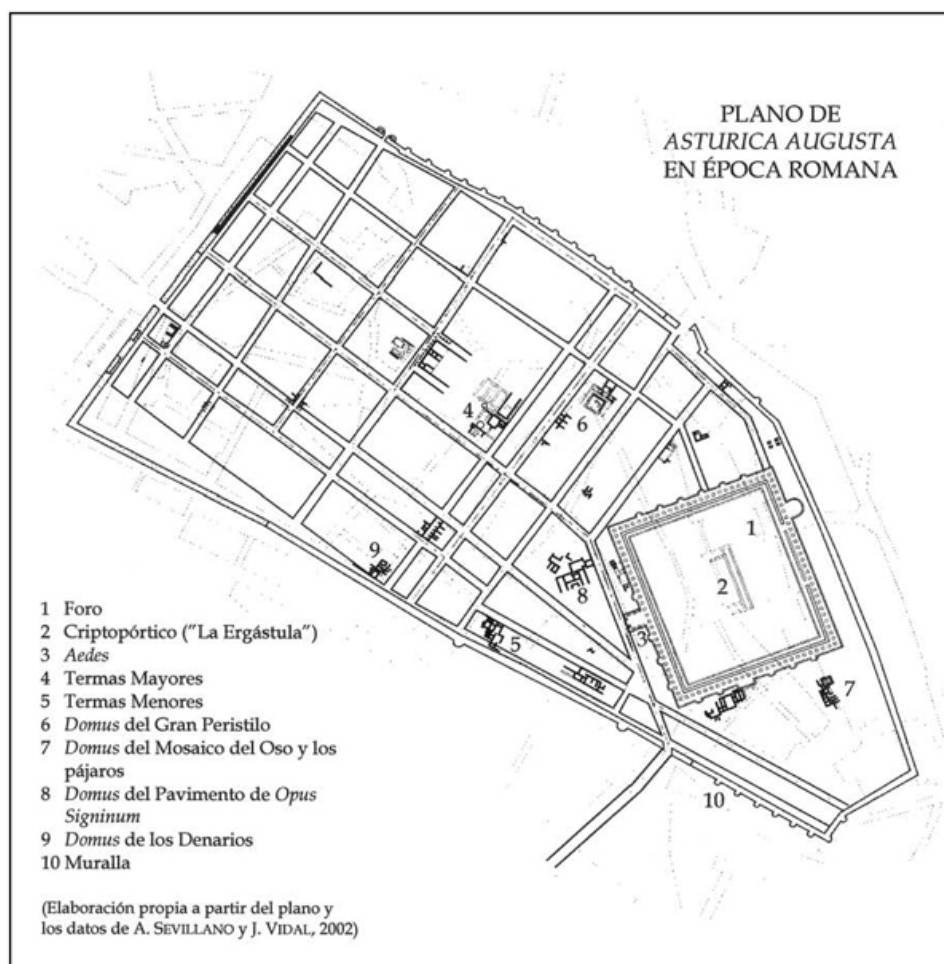 PLANO DE
ASTURICA AUGUSTA
EN ÉPOCA ROMANA
1
2
3
4
5
6
7
8
9
10
1 Foro
2 Criptopórtico ("La Ergástula")
3 Aedes
4 Termas Mayores
5 Termas Menores
6 Domus del Gran Peristilo
7 Domus del Mosaico del Oso y los
pájaros
8 Domus del Pavimento de Opus
Signinum
9 Domus de los Denarios
10 Muralla
(Elaboración propia a partir del plano y
los datos de A. SEVILLANO y J. VIDAL, 2002)